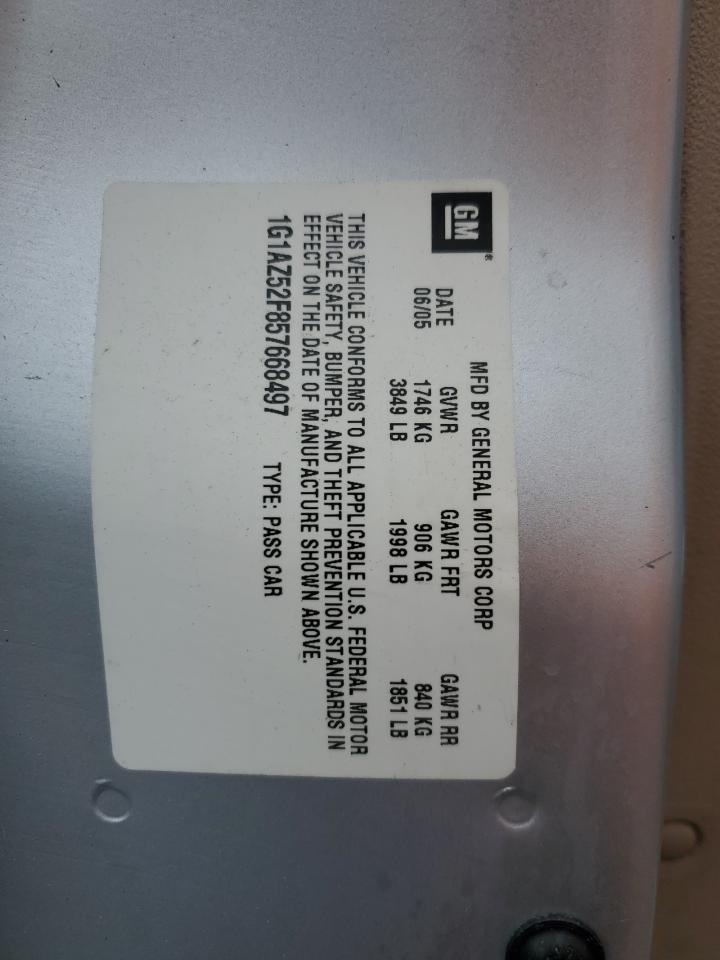 GM®
MFD BY GENERAL MOTORS CORP
DATE GVWR GAWR FRT GAWR RR
06/05 1746 KG 906 KG 840 KG
3849 LB 1998 LB 1851 LB
THIS VEHICLE CONFORMS TO ALL APPLICABLE U.S. FEDERAL MOTOR
VEHICLE SAFETY, BUMPER, AND THEFT PREVENTION STANDARDS IN
EFFECT ON THE DATE OF MANUFACTURE SHOWN ABOVE.
1G1AZ52F857668497 TYPE: PASS CAR